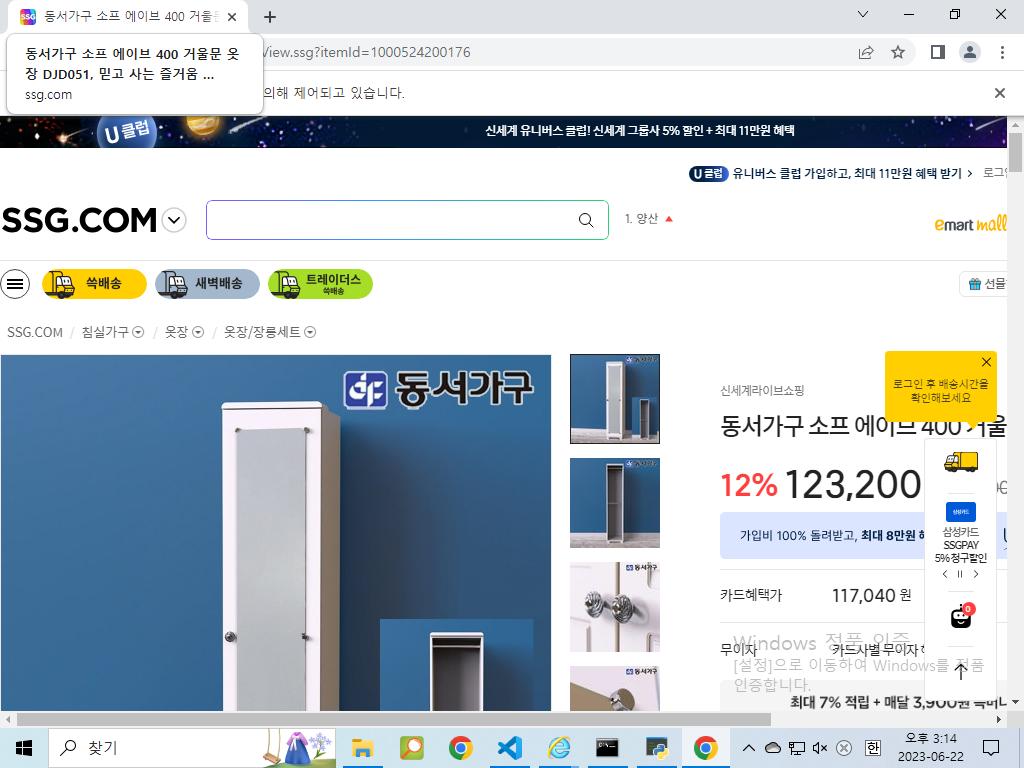 동서가구 소프 에이브 400 거울문
동서가구 소프 에이브 400 거울문 옷
장 DJD051, 믿고 사는 즐거움 ...
ssg.com
View.ssg?itemId=1000524200176
의해 제어되고 있습니다.
U 클럽
신세계 유니버스 클럽! 신세계 그룹사 5% 할인 + 최대 11만원 혜택
U 클럽 유니버스 클럽 가입하고, 최대 11만원 혜택 받기
SSG.COM
1. 양산
emart mall
쓱배송
새벽배송
트레이더스
쓱배송
선물
SSG.COM / 침실가구 / 옷장 / 옷장/장롱세트
동서가구
신세계라이브쇼핑
로그인 후 배송시간을
확인해보세요
동서가구 소프 에이브 400 거울
12% 123,200
가입비 100% 돌려받고, 최대 8만원
삼성카드
삼성카드
SSGPAY
5% 청구할인
카드혜택가 117,040 원
0
무이자 카드사별 무이자
Windows 정품 인증
[설정]으로 이동하여 Windows를 정품
인증합니다.
최대 7% 적립 + 매달 3,900원
찾기
한
오후 3:14
2023-06-22